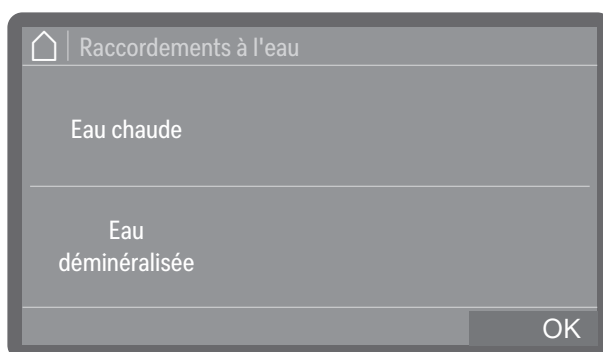 Raccordements à l'eau
Eau chaude
Eau
déminéralisée
OK